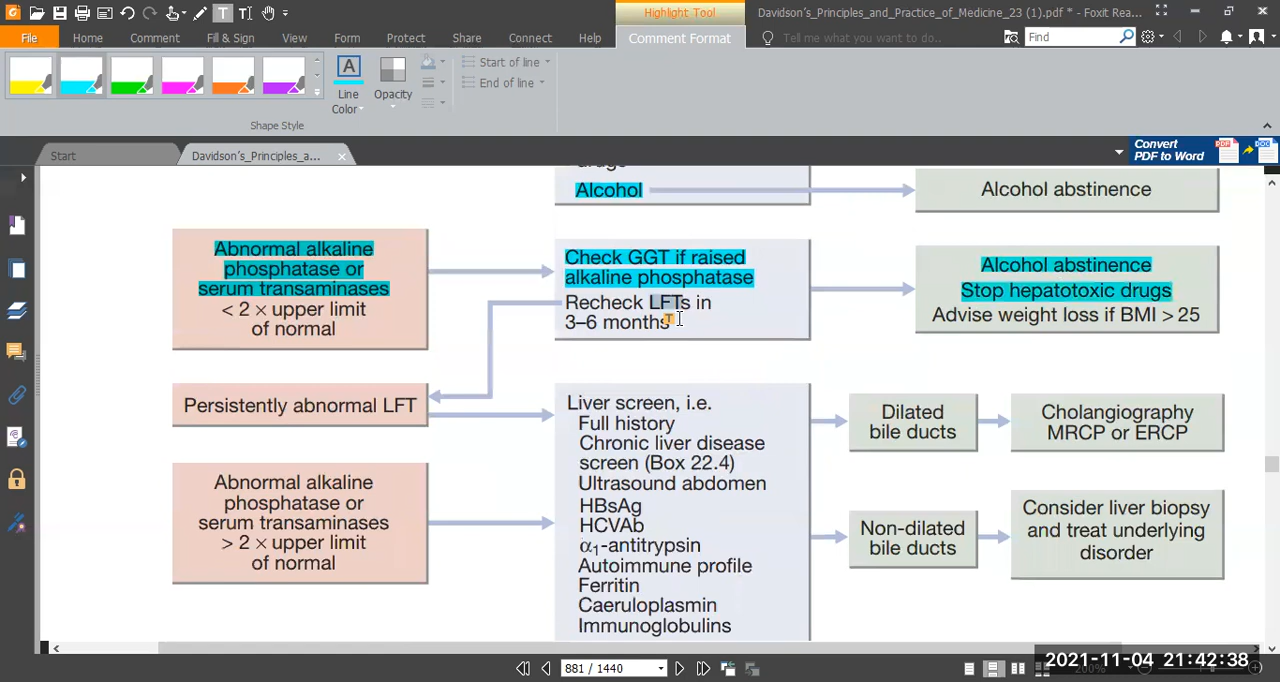 Highlight Tool
Davidson's_Principles_and_Practice_of_Medicine_23 (1).pdf * - Foxit Rea...
File
Home
Comment
Fill & Sign
View
Form
Protect
Share
Connect
Help
Comment Format
Tell me what you want to do..
Find
Line
Color
Opacity
Start of line
End of line
Shape Style
Start
Davidson's_Principles_a...
Convert
PDF to Word
Alcohol
Alcohol abstinence
Abnormal alkaline
phosphatase or
serum transaminases
< 2 × upper limit
of normal
Check GGT if raised
alkaline phosphatase
Recheck LFTs in
3–6 months
Alcohol abstinence
Stop hepatotoxic drugs
Advise weight loss if BMI > 25
Persistently abnormal LFT
Abnormal alkaline
phosphatase or
serum transaminases
> 2 × upper limit
of normal
Liver screen, i.e.
Full history
Chronic liver disease
screen (Box 22.4)
Ultrasound abdomen
HBsAg
HCVAb
α₁-antitrypsin
Autoimmune profile
Ferritin
Caeruloplasmin
Immunoglobulins
Dilated
bile ducts
Cholangiography
MRCP or ERCP
Non-dilated
bile ducts
Consider liver biopsy
and treat underlying
disorder
881 / 1440
2021-11-04 21:42:38